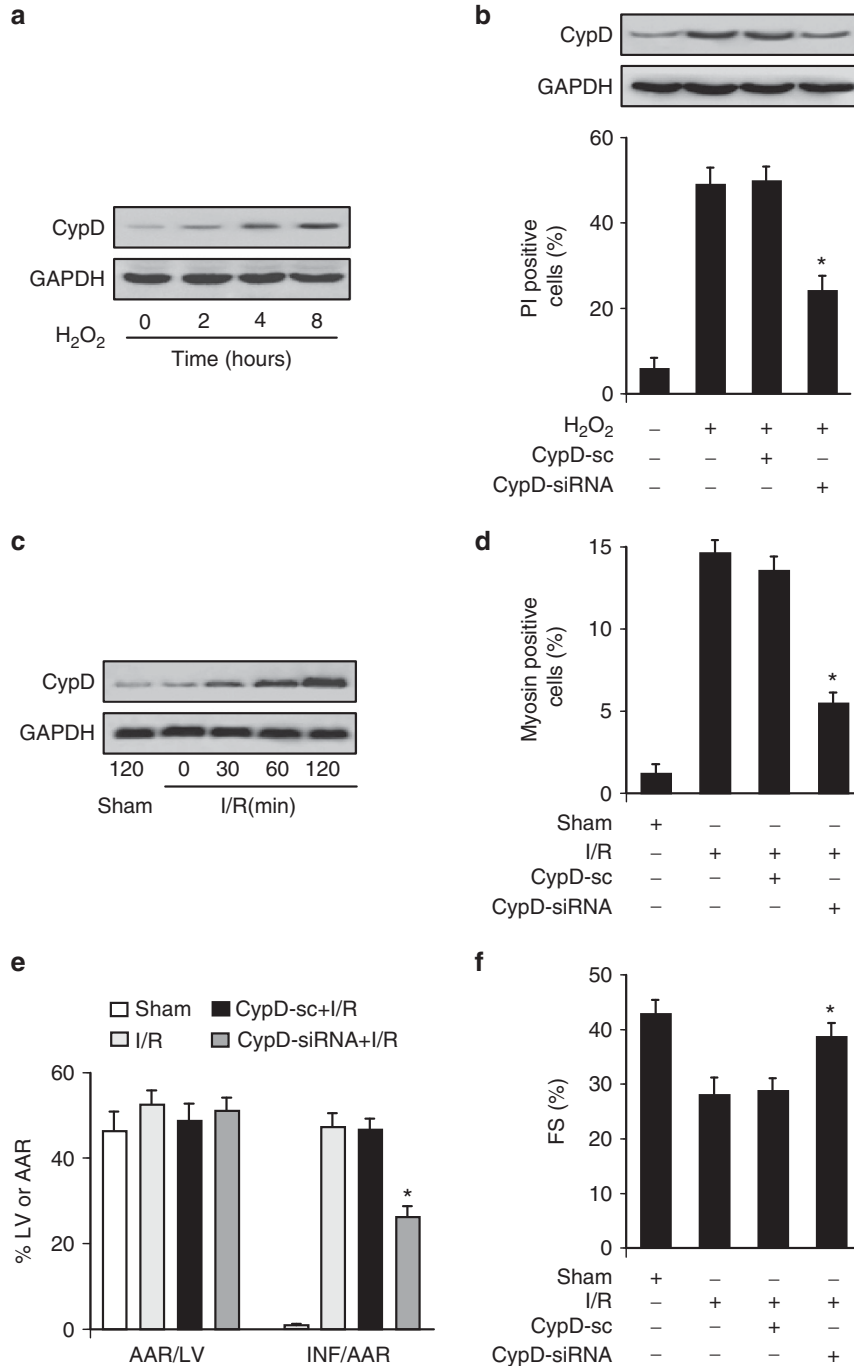 a
CypD
GAPDH
H₂O₂ 0 2 4 8
Time (hours)
b
CypD
GAPDH
60
40
20
0
PI positive
cells (%)
*
H₂O₂ – + + +
CypD-sc – – + –
CypD-siRNA – – – +
c
CypD
GAPDH
120 0 30 60 120
Sham I/R(min)
d
15
10
5
0
Myosin positive
cells (%)
*
Sham + – – –
I/R – + + +
CypD-sc – – + –
CypD-siRNA – – – +
e
Sham CypD-sc+I/R
I/R CypD-siRNA+I/R
60
40
20
0
% LV or AAR
*
AAR/LV INF/AAR
f
50
40
30
20
10
0
FS (%)
*
Sham + – – –
I/R – + + +
CypD-sc – – + –
CypD-siRNA – – – +